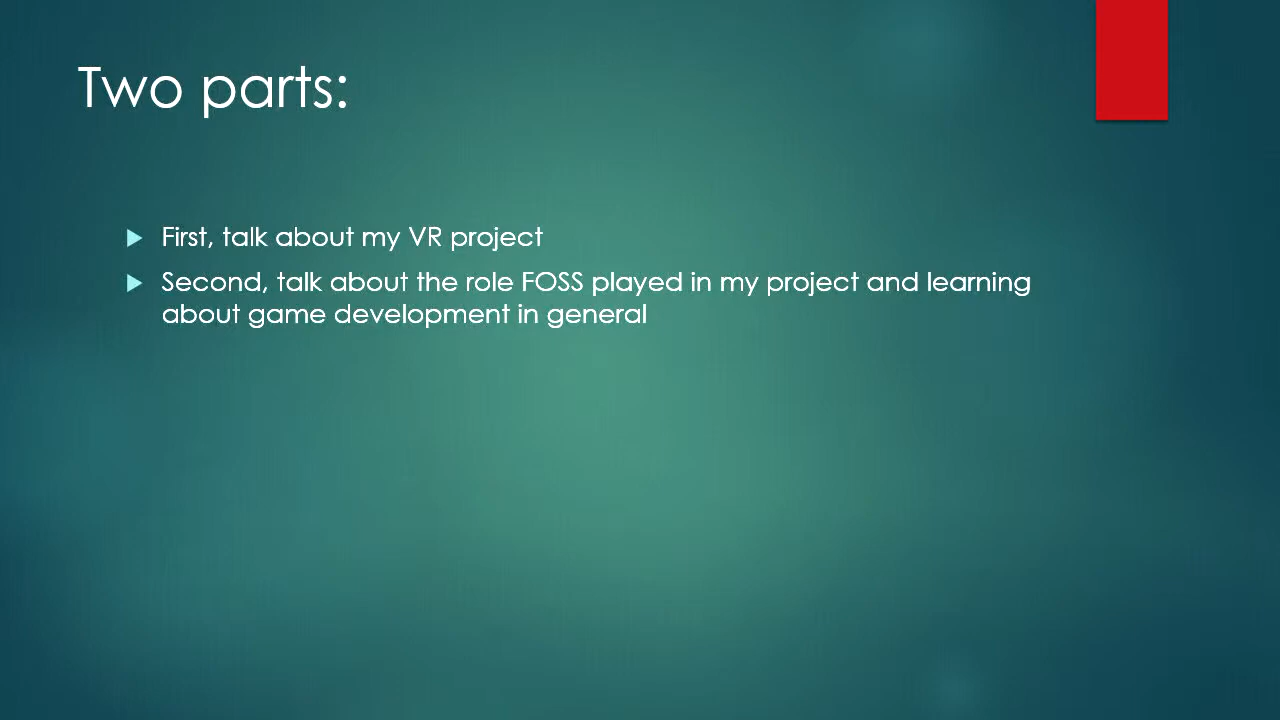 Two parts:
First, talk about my VR project
Second, talk about the role FOSS played in my project and learning
about game development in general